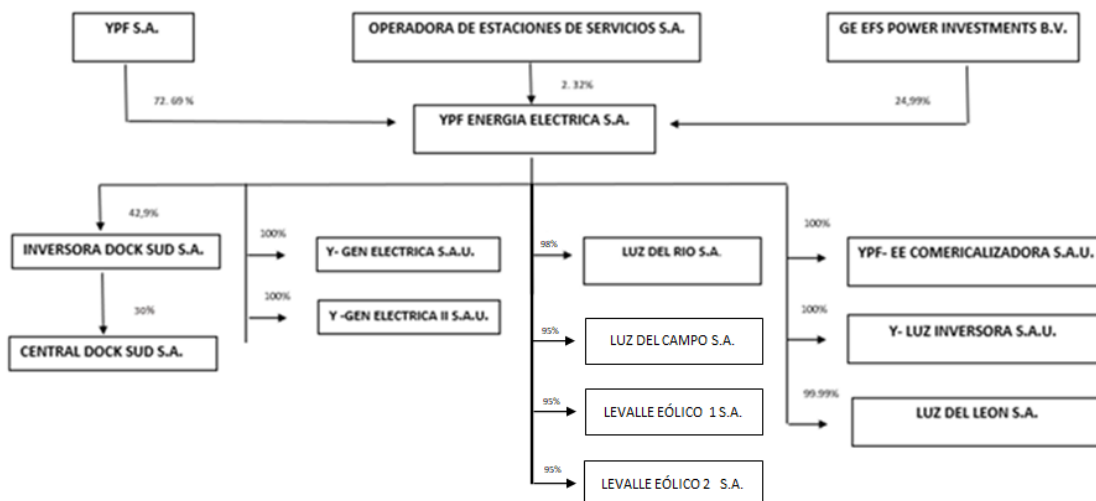 YPF S.A.
OPERADORA DE ESTACIONES DE SERVICIOS S.A.
GE EFS POWER INVESTMENTS B.V.
72. 69 %
2. 32%
24,99%
YPF ENERGIA ELECTRICA S.A.
42,9%
INVERSORA DOCK SUD S.A.
30%
CENTRAL DOCK SUD S.A.
100%
Y- GEN ELECTRICA S.A.U.
100%
Y -GEN ELECTRICA II S.A.U.
98%
LUZ DEL RIO S.A.
95%
LUZ DEL CAMPO S.A.
95%
LEVALLE EÓLICO 1 S.A.
95%
LEVALLE EÓLICO 2 S.A.
100%
YPF- EE COMERICALIZADORA S.A.U.
100%
Y- LUZ INVERSORA S.A.U.
99.99%
LUZ DEL LEON S.A.